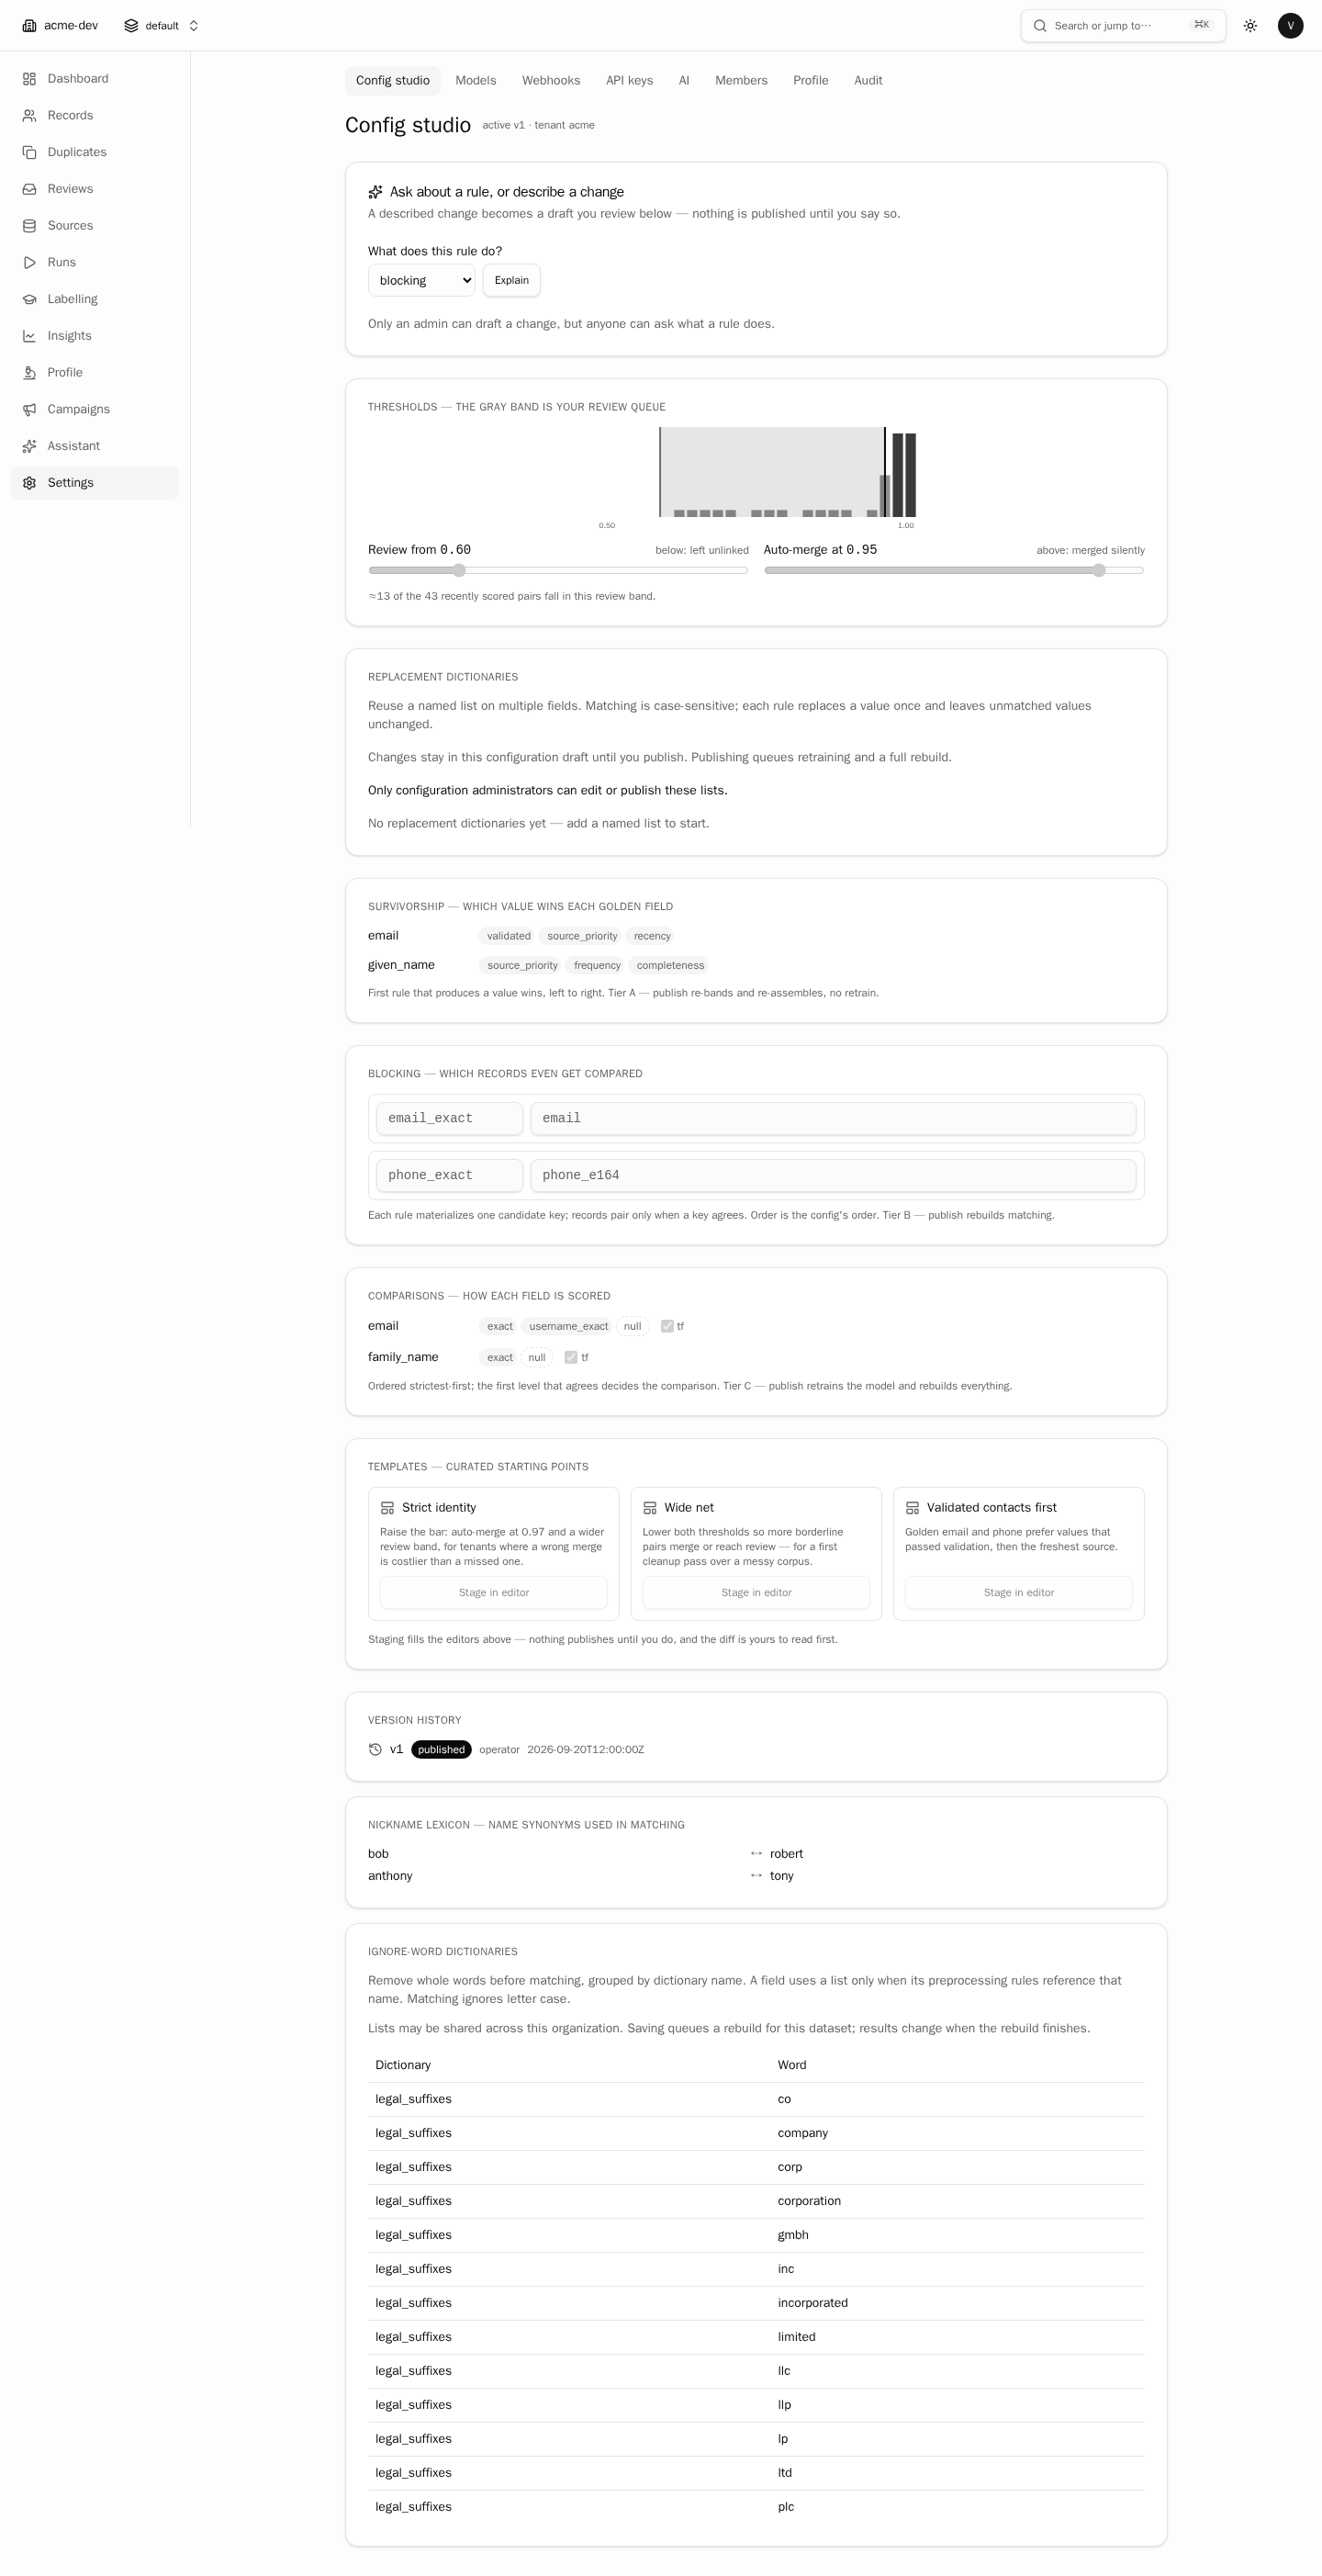 acme-dev
default
Search or jump to···
⌘K
V
Dashboard
Records
Duplicates
Reviews
Sources
Runs
Labelling
Insights
Profile
Campaigns
Assistant
Settings
Config studio
Models
Webhooks
API keys
AI
Members
Profile
Audit
Config studio
active v1 · tenant acme
Ask about a rule, or describe a change
A described change becomes a draft you review below — nothing is published until you say so.
What does this rule do?
blocking
Explain
Only an admin can draft a change, but anyone can ask what a rule does.
THRESHOLDS — THE GRAY BAND IS YOUR REVIEW QUEUE
0.50
1.00
Review from 0.60
below: left unlinked
Auto-merge at 0.95
above: merged silently
≈13 of the 43 recently scored pairs fall in this review band.
REPLACEMENT DICTIONARIES
Reuse a named list on multiple fields. Matching is case-sensitive; each rule replaces a value once and leaves unmatched values
unchanged.
Changes stay in this configuration draft until you publish. Publishing queues retraining and a full rebuild.
Only configuration administrators can edit or publish these lists.
No replacement dictionaries yet — add a named list to start.
SURVIVORSHIP — WHICH VALUE WINS EACH GOLDEN FIELD
email validated source_priority recency
given_name source_priority frequency completeness
First rule that produces a value wins, left to right. Tier A — publish re-bands and re-assembles, no retrain.
BLOCKING — WHICH RECORDS EVEN GET COMPARED
email_exact email
phone_exact phone_e164
Each rule materializes one candidate key; records pair only when a key agrees. Order is the config's order. Tier B — publish rebuilds matching.
COMPARISONS — HOW EACH FIELD IS SCORED
email exact username_exact null tf
family_name exact null tf
Ordered strictest-first; the first level that agrees decides the comparison. Tier C — publish retrains the model and rebuilds everything.
TEMPLATES — CURATED STARTING POINTS
Strict identity
Raise the bar: auto-merge at 0.97 and a wider
review band, for tenants where a wrong merge
is costlier than a missed one.
Stage in editor
Wide net
Lower both thresholds so more borderline
pairs merge or reach review — for a first
cleanup pass over a messy corpus.
Stage in editor
Validated contacts first
Golden email and phone prefer values that
passed validation, then the freshest source.
Stage in editor
Staging fills the editors above — nothing publishes until you do, and the diff is yours to read first.
VERSION HISTORY
v1 published operator 2026-09-20T12:00:00Z
NICKNAME LEXICON — NAME SYNONYMS USED IN MATCHING
bob ↔ robert
anthony ↔ tony
IGNORE-WORD DICTIONARIES
Remove whole words before matching, grouped by dictionary name. A field uses a list only when its preprocessing rules reference that
name. Matching ignores letter case.
Lists may be shared across this organization. Saving queues a rebuild for this dataset; results change when the rebuild finishes.
Dictionary Word
legal_suffixes co
legal_suffixes company
legal_suffixes corp
legal_suffixes corporation
legal_suffixes gmbh
legal_suffixes inc
legal_suffixes incorporated
legal_suffixes limited
legal_suffixes llc
legal_suffixes llp
legal_suffixes lp
legal_suffixes ltd
legal_suffixes plc